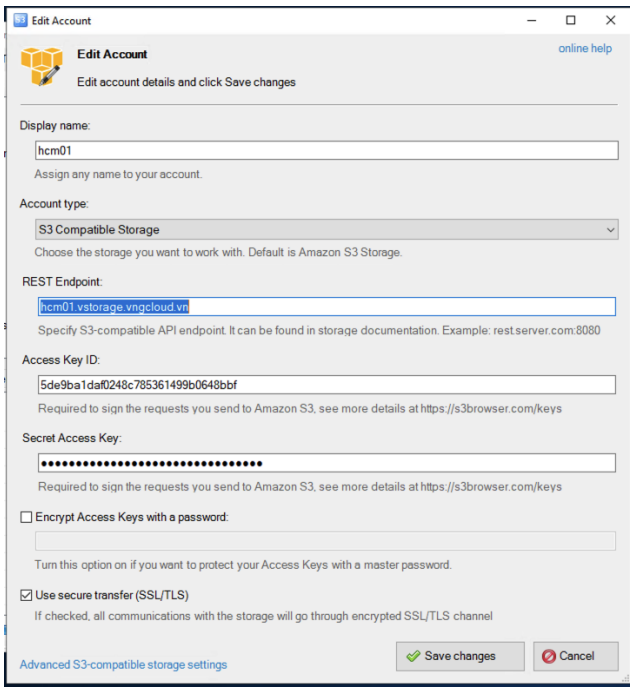 S3 Edit Account
online help
Edit Account
Edit account details and click Save changes
Display name:
hcm01
Assign any name to your account.
Account type:
S3 Compatible Storage
Choose the storage you want to work with. Default is Amazon S3 Storage.
REST Endpoint:
hcm01.vstorage.vngcloud.vn
Specify S3-compatible API endpoint. It can be found in storage documentation. Example: rest.server.com:8080
Access Key ID:
5de9ba1daf0248c785361499b0648bbf
Required to sign the requests you send to Amazon S3, see more details at https://s3browser.com/keys
Secret Access Key:
●●●●●●●●●●●●●●●●●●●●●●●●●●●●●●●●
Required to sign the requests you send to Amazon S3, see more details at https://s3browser.com/keys
Encrypt Access Keys with a password:
Turn this option on if you want to protect your Access Keys with a master password.
Use secure transfer (SSL/TLS)
If checked, all communications with the storage will go through encrypted SSL/TLS channel
Advanced S3-compatible storage settings
Save changes
Cancel